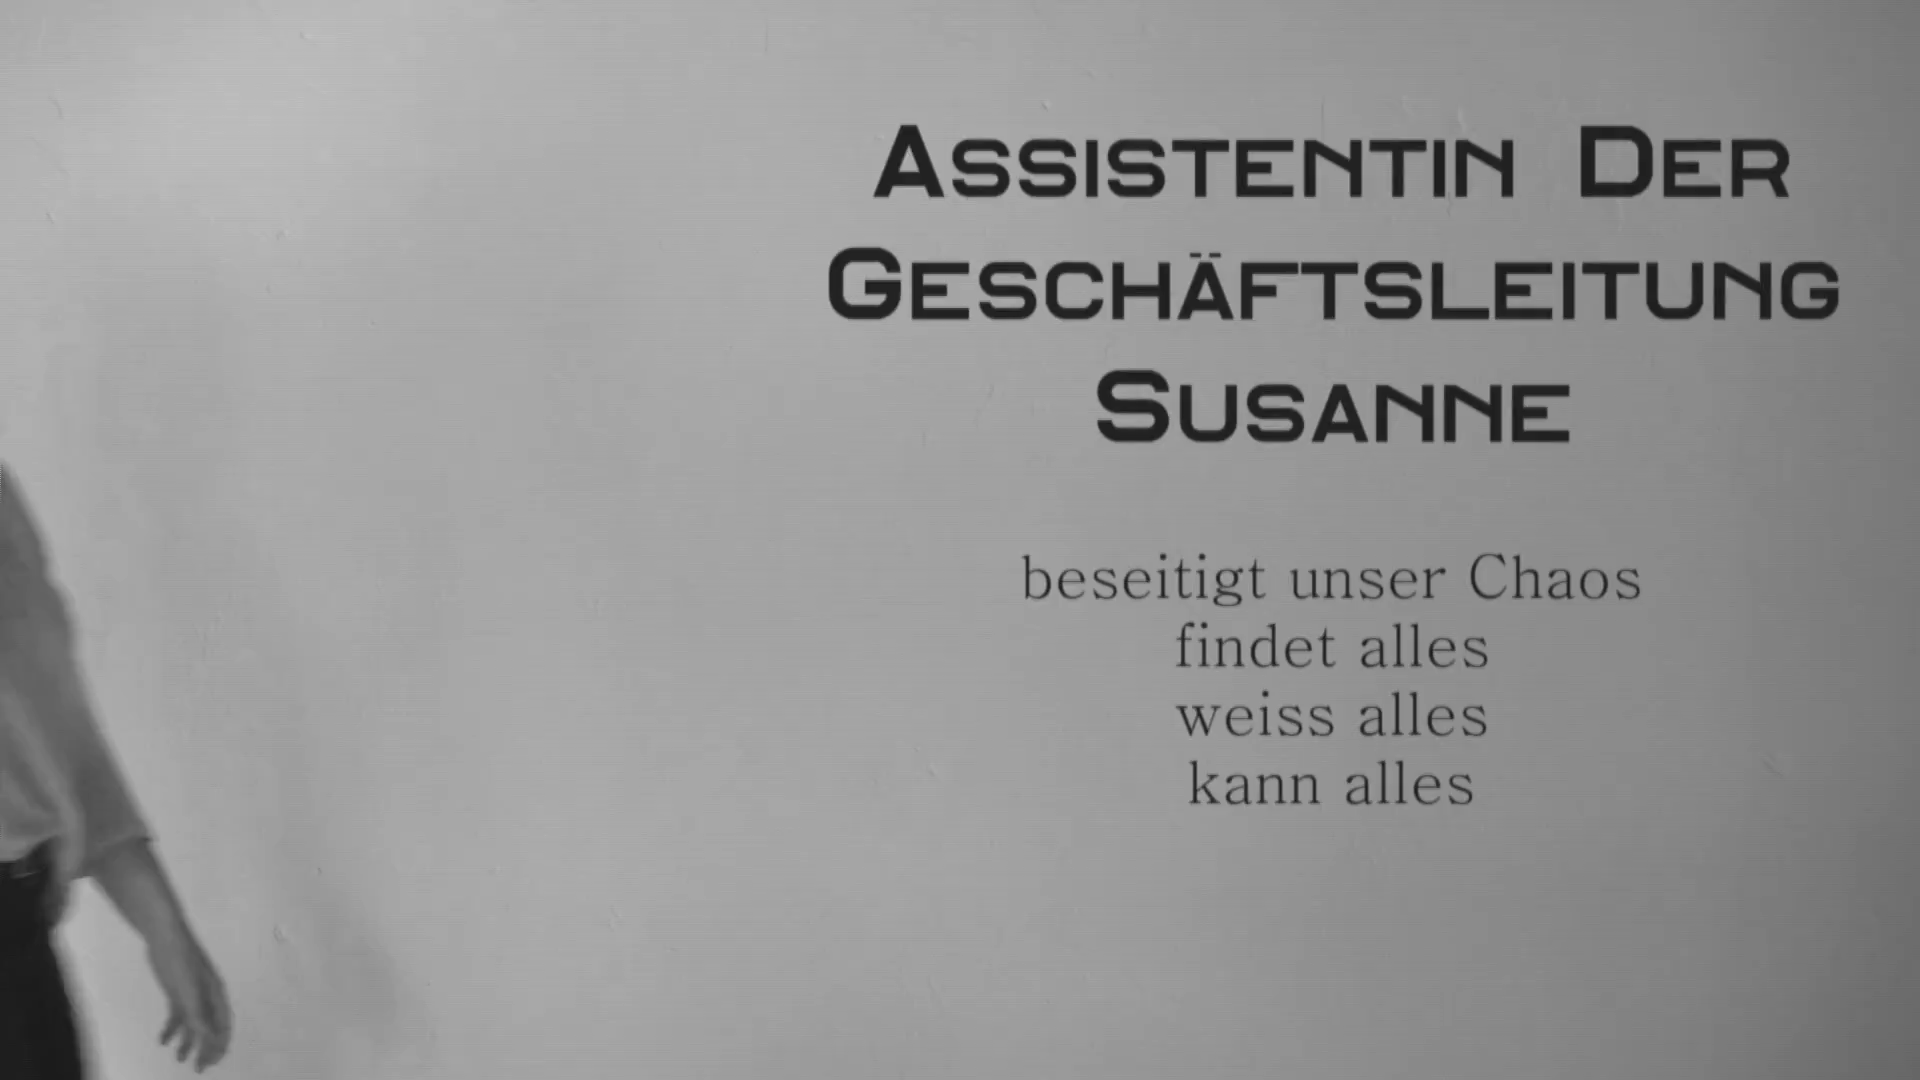 Assistentin Der
Geschäftsleitung
Susanne
beseitigt unser Chaos
findet alles
weiss alles
kann alles